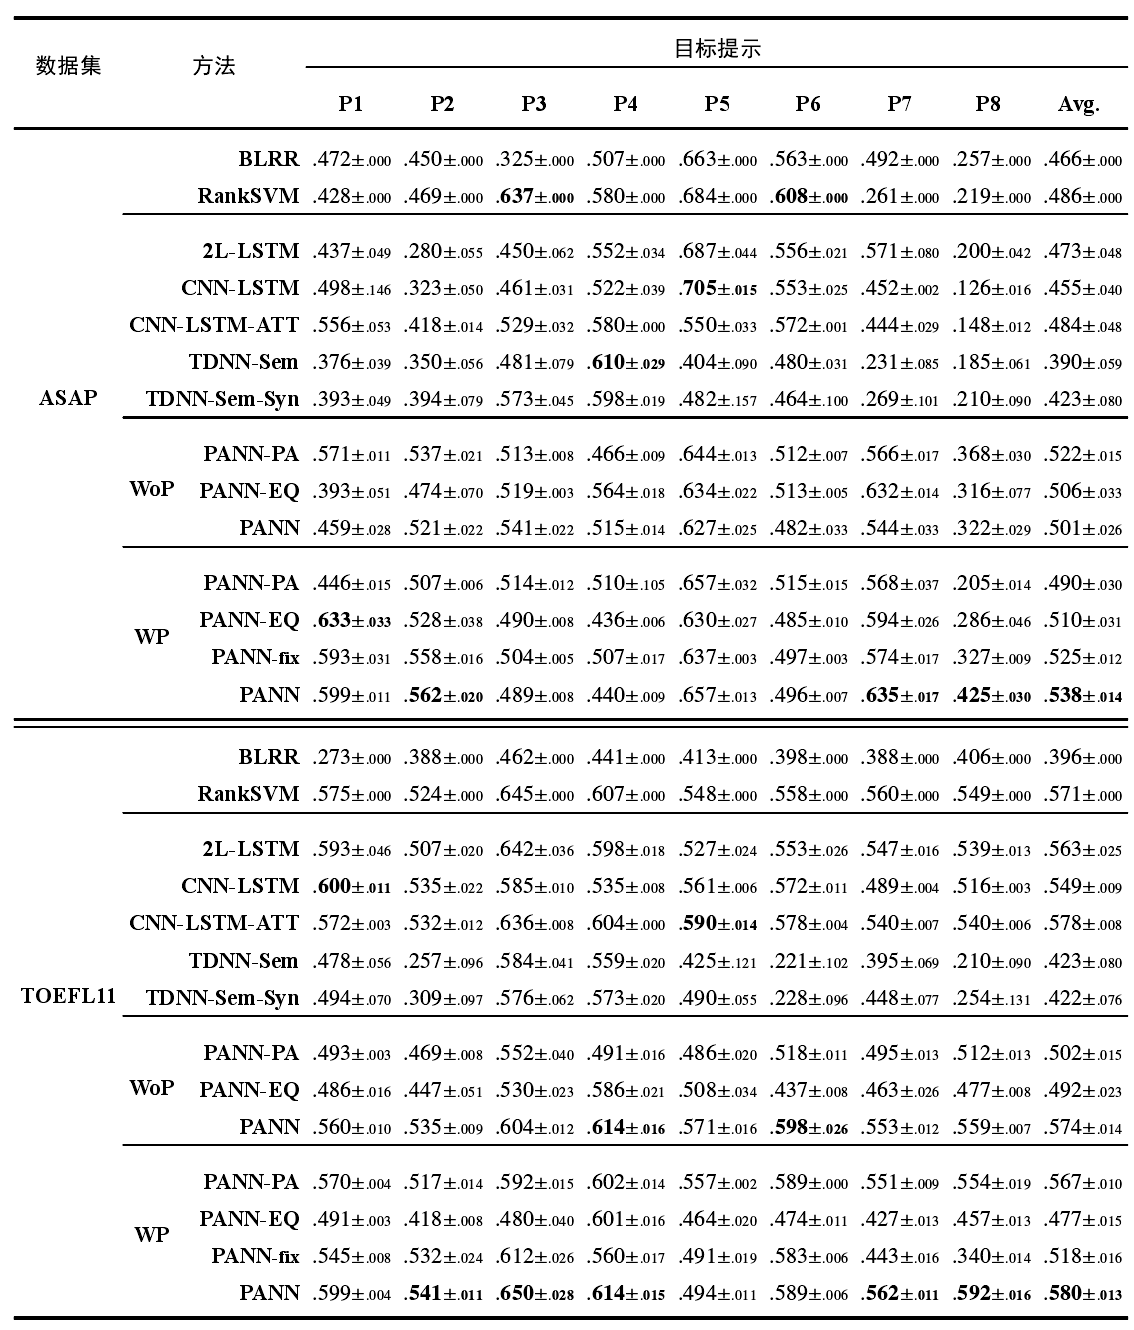 目标提示
数据集 方法
P1 P2 P3 P4 P5 P6 P7 P8 Avg.
BLRR .472±.000 .450±.000 .325±.000 .507±.000 .663±.000 .563±.000 .492±.000 .257±.000 .466±.000
RankSVM .428±.000 .469±.000 .637±.000 .580±.000 .684±.000 .608±.000 .261±.000 .219±.000 .486±.000
2L-LSTM .437±.049 .280±.055 .450±.062 .552±.034 .687±.044 .556±.021 .571±.080 .200±.042 .473±.048
CNN-LSTM .498±.146 .323±.050 .461±.031 .522±.039 .705±.015 .553±.025 .452±.002 .126±.016 .455±.040
CNN-LSTM-ATT .556±.053 .418±.014 .529±.032 .580±.000 .550±.033 .572±.001 .444±.029 .148±.012 .484±.048
TDNN-Sem .376±.039 .350±.056 .481±.079 .610±.029 .404±.090 .480±.031 .231±.085 .185±.061 .390±.059
ASAP TDNN-Sem-Syn .393±.049 .394±.079 .573±.045 .598±.019 .482±.157 .464±.100 .269±.101 .210±.090 .423±.080
PANN-PA .571±.011 .537±.021 .513±.008 .466±.009 .644±.013 .512±.007 .566±.017 .368±.030 .522±.015
WoP PANN-EQ .393±.051 .474±.070 .519±.003 .564±.018 .634±.022 .513±.005 .632±.014 .316±.077 .506±.033
PANN .459±.028 .521±.022 .541±.022 .515±.014 .627±.025 .482±.033 .544±.033 .322±.029 .501±.026
PANN-PA .446±.015 .507±.006 .514±.012 .510±.105 .657±.032 .515±.015 .568±.037 .205±.014 .490±.030
PANN-EQ .633±.033 .528±.038 .490±.008 .436±.006 .630±.027 .485±.010 .594±.026 .286±.046 .510±.031
WP
PANN-fix .593±.031 .558±.016 .504±.005 .507±.017 .637±.003 .497±.003 .574±.017 .327±.009 .525±.012
PANN .599±.011 .562±.020 .489±.008 .440±.009 .657±.013 .496±.007 .635±.017 .425±.030 .538±.014
BLRR .273±.000 .388±.000 .462±.000 .441±.000 .413±.000 .398±.000 .388±.000 .406±.000 .396±.000
RankSVM .575±.000 .524±.000 .645±.000 .607±.000 .548±.000 .558±.000 .560±.000 .549±.000 .571±.000
2L-LSTM .593±.046 .507±.020 .642±.036 .598±.018 .527±.024 .553±.026 .547±.016 .539±.013 .563±.025
CNN-LSTM .600±.011 .535±.022 .585±.010 .535±.008 .561±.006 .572±.011 .489±.004 .516±.003 .549±.009
CNN-LSTM-ATT .572±.003 .532±.012 .636±.008 .604±.000 .590±.014 .578±.004 .540±.007 .540±.006 .578±.008
TDNN-Sem .478±.056 .257±.096 .584±.041 .559±.020 .425±.121 .221±.102 .395±.069 .210±.090 .423±.080
TOEFL11 TDNN-Sem-Syn .494±.070 .309±.097 .576±.062 .573±.020 .490±.055 .228±.096 .448±.077 .254±.131 .422±.076
PANN-PA .493±.003 .469±.008 .552±.040 .491±.016 .486±.020 .518±.011 .495±.013 .512±.013 .502±.015
WoP PANN-EQ .486±.016 .447±.051 .530±.023 .586±.021 .508±.034 .437±.008 .463±.026 .477±.008 .492±.023
PANN .560±.010 .535±.009 .604±.012 .614±.016 .571±.016 .598±.026 .553±.012 .559±.007 .574±.014
PANN-PA .570±.004 .517±.014 .592±.015 .602±.014 .557±.002 .589±.000 .551±.009 .554±.019 .567±.010
PANN-EQ .491±.003 .418±.008 .480±.040 .601±.016 .464±.020 .474±.011 .427±.013 .457±.013 .477±.015
WP
PANN-fix .545±.008 .532±.024 .612±.026 .560±.017 .491±.019 .583±.006 .443±.016 .340±.014 .518±.016
PANN .599±.004 .541±.011 .650±.028 .614±.015 .494±.011 .589±.006 .562±.011 .592±.016 .580±.013